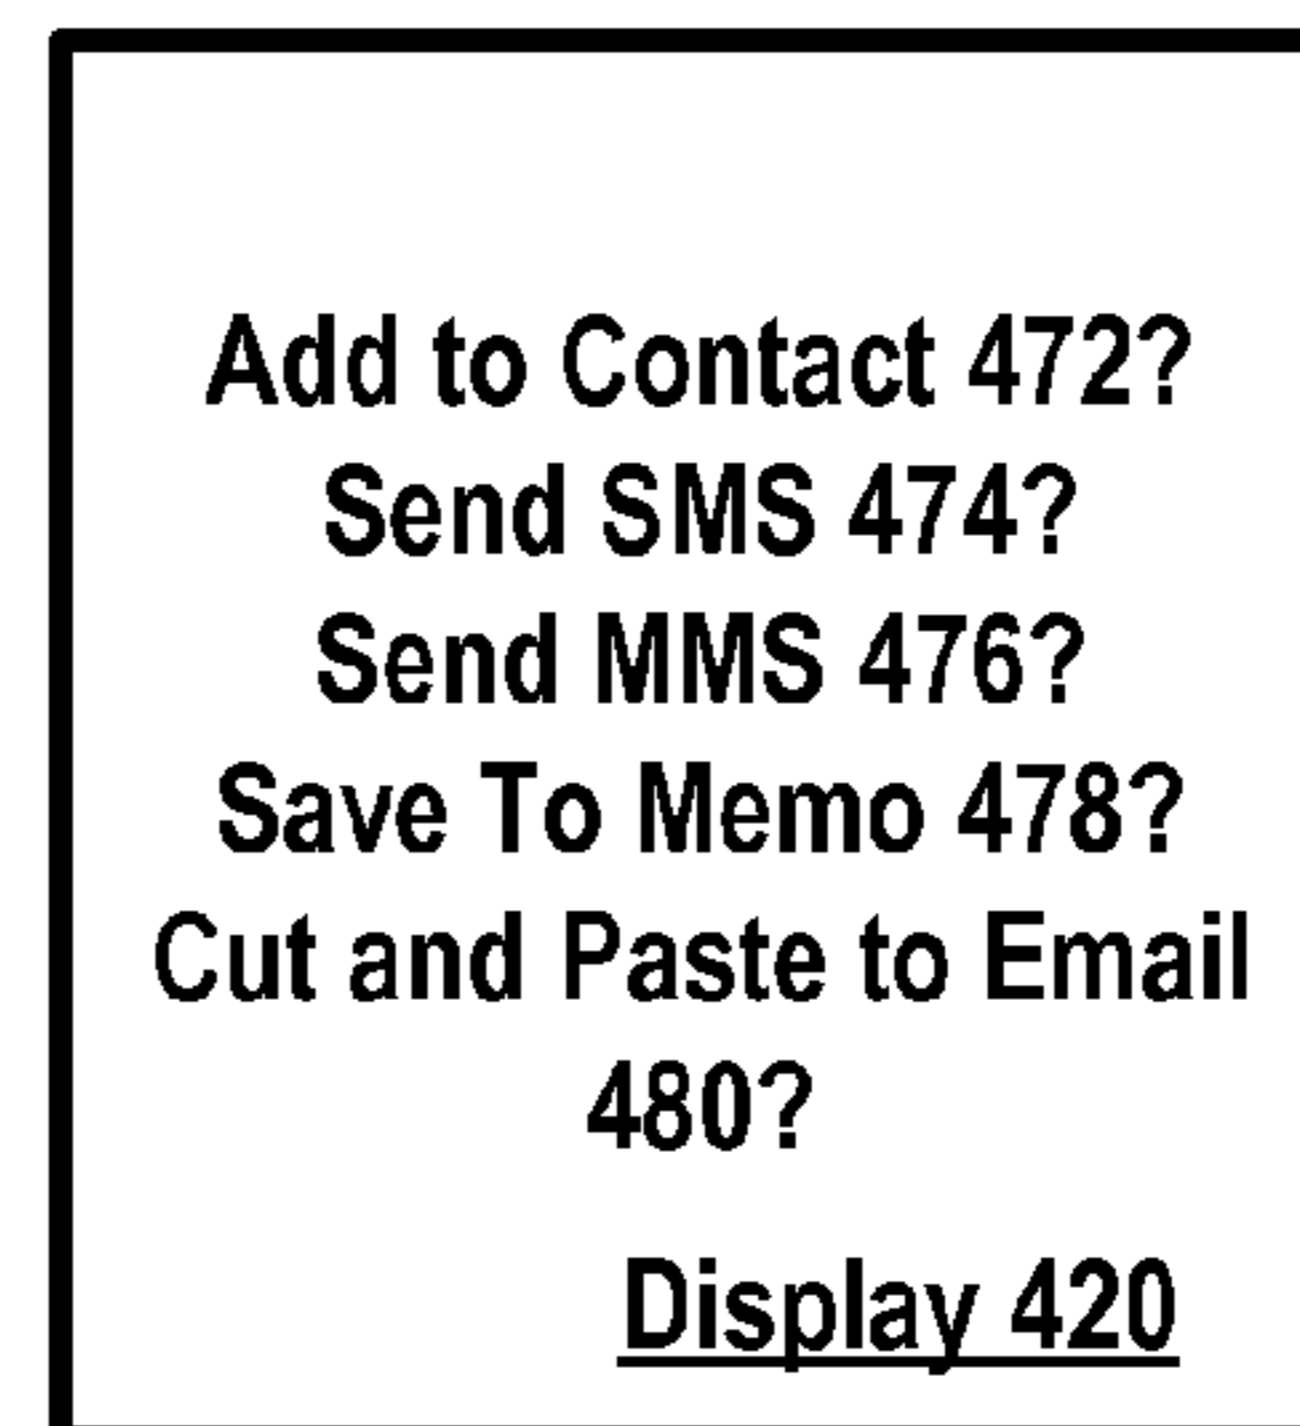 Add to Contact 472?
Send SMS 474?
Send MMS 476?
Save To Memo 478?
Cut and Paste to Email
480?
Display 420